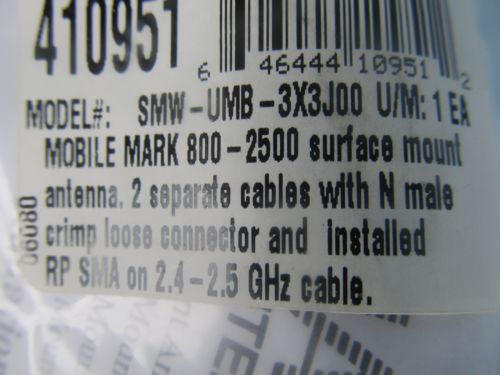 410951
6 46444 10951 2
MODEL#: SMW-UMB-3X3J00 U/M: 1 EA
MOBILE MARK 800-2500 surface mount
antenna. 2 separate cables with N male
crimp loose connector and installed
RP SMA on 2.4-2.5 GHz cable.
06080